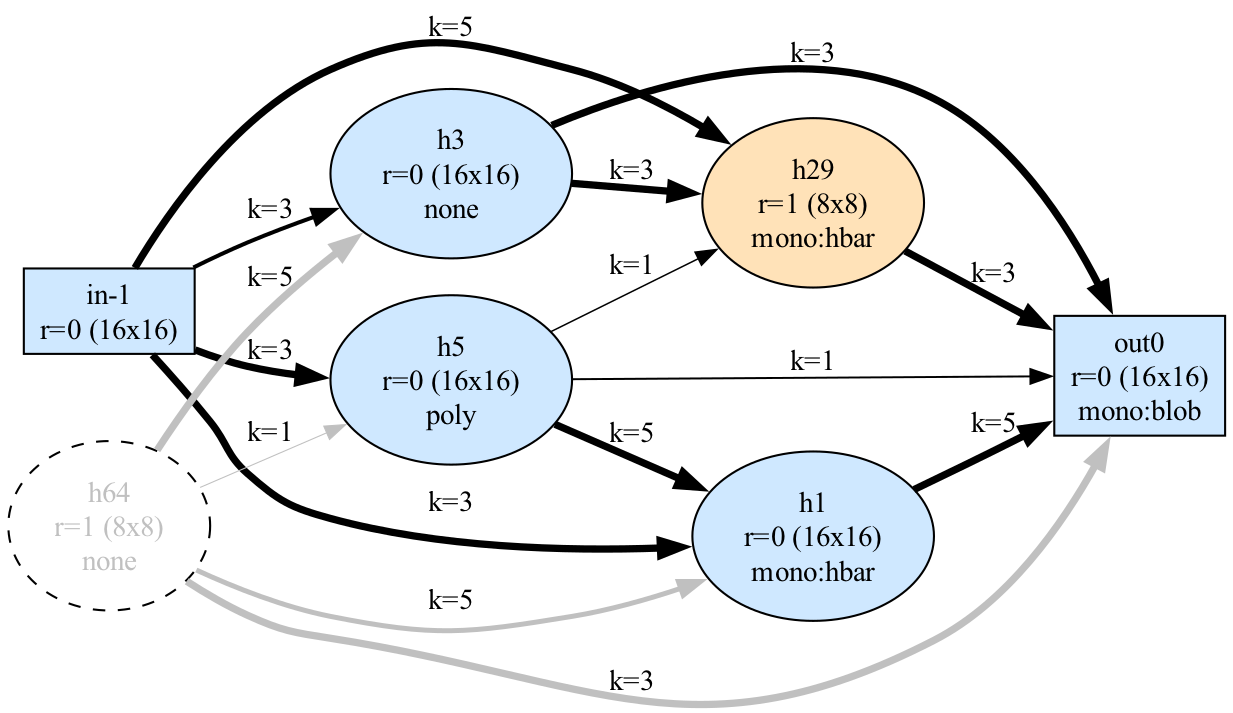 k=5
k=3
h3
r=0 (16x16)
none
k=3
h29
r=1 (8x8)
mono:hbar
k=3
k=5
k=1
k=3
in-1
r=0 (16x16)
k=3
h5
r=0 (16x16)
poly
k=1
out0
r=0 (16x16)
mono:blob
k=1
k=5
k=5
h64
r=1 (8x8)
none
k=3
h1
r=0 (16x16)
mono:hbar
k=5
k=3